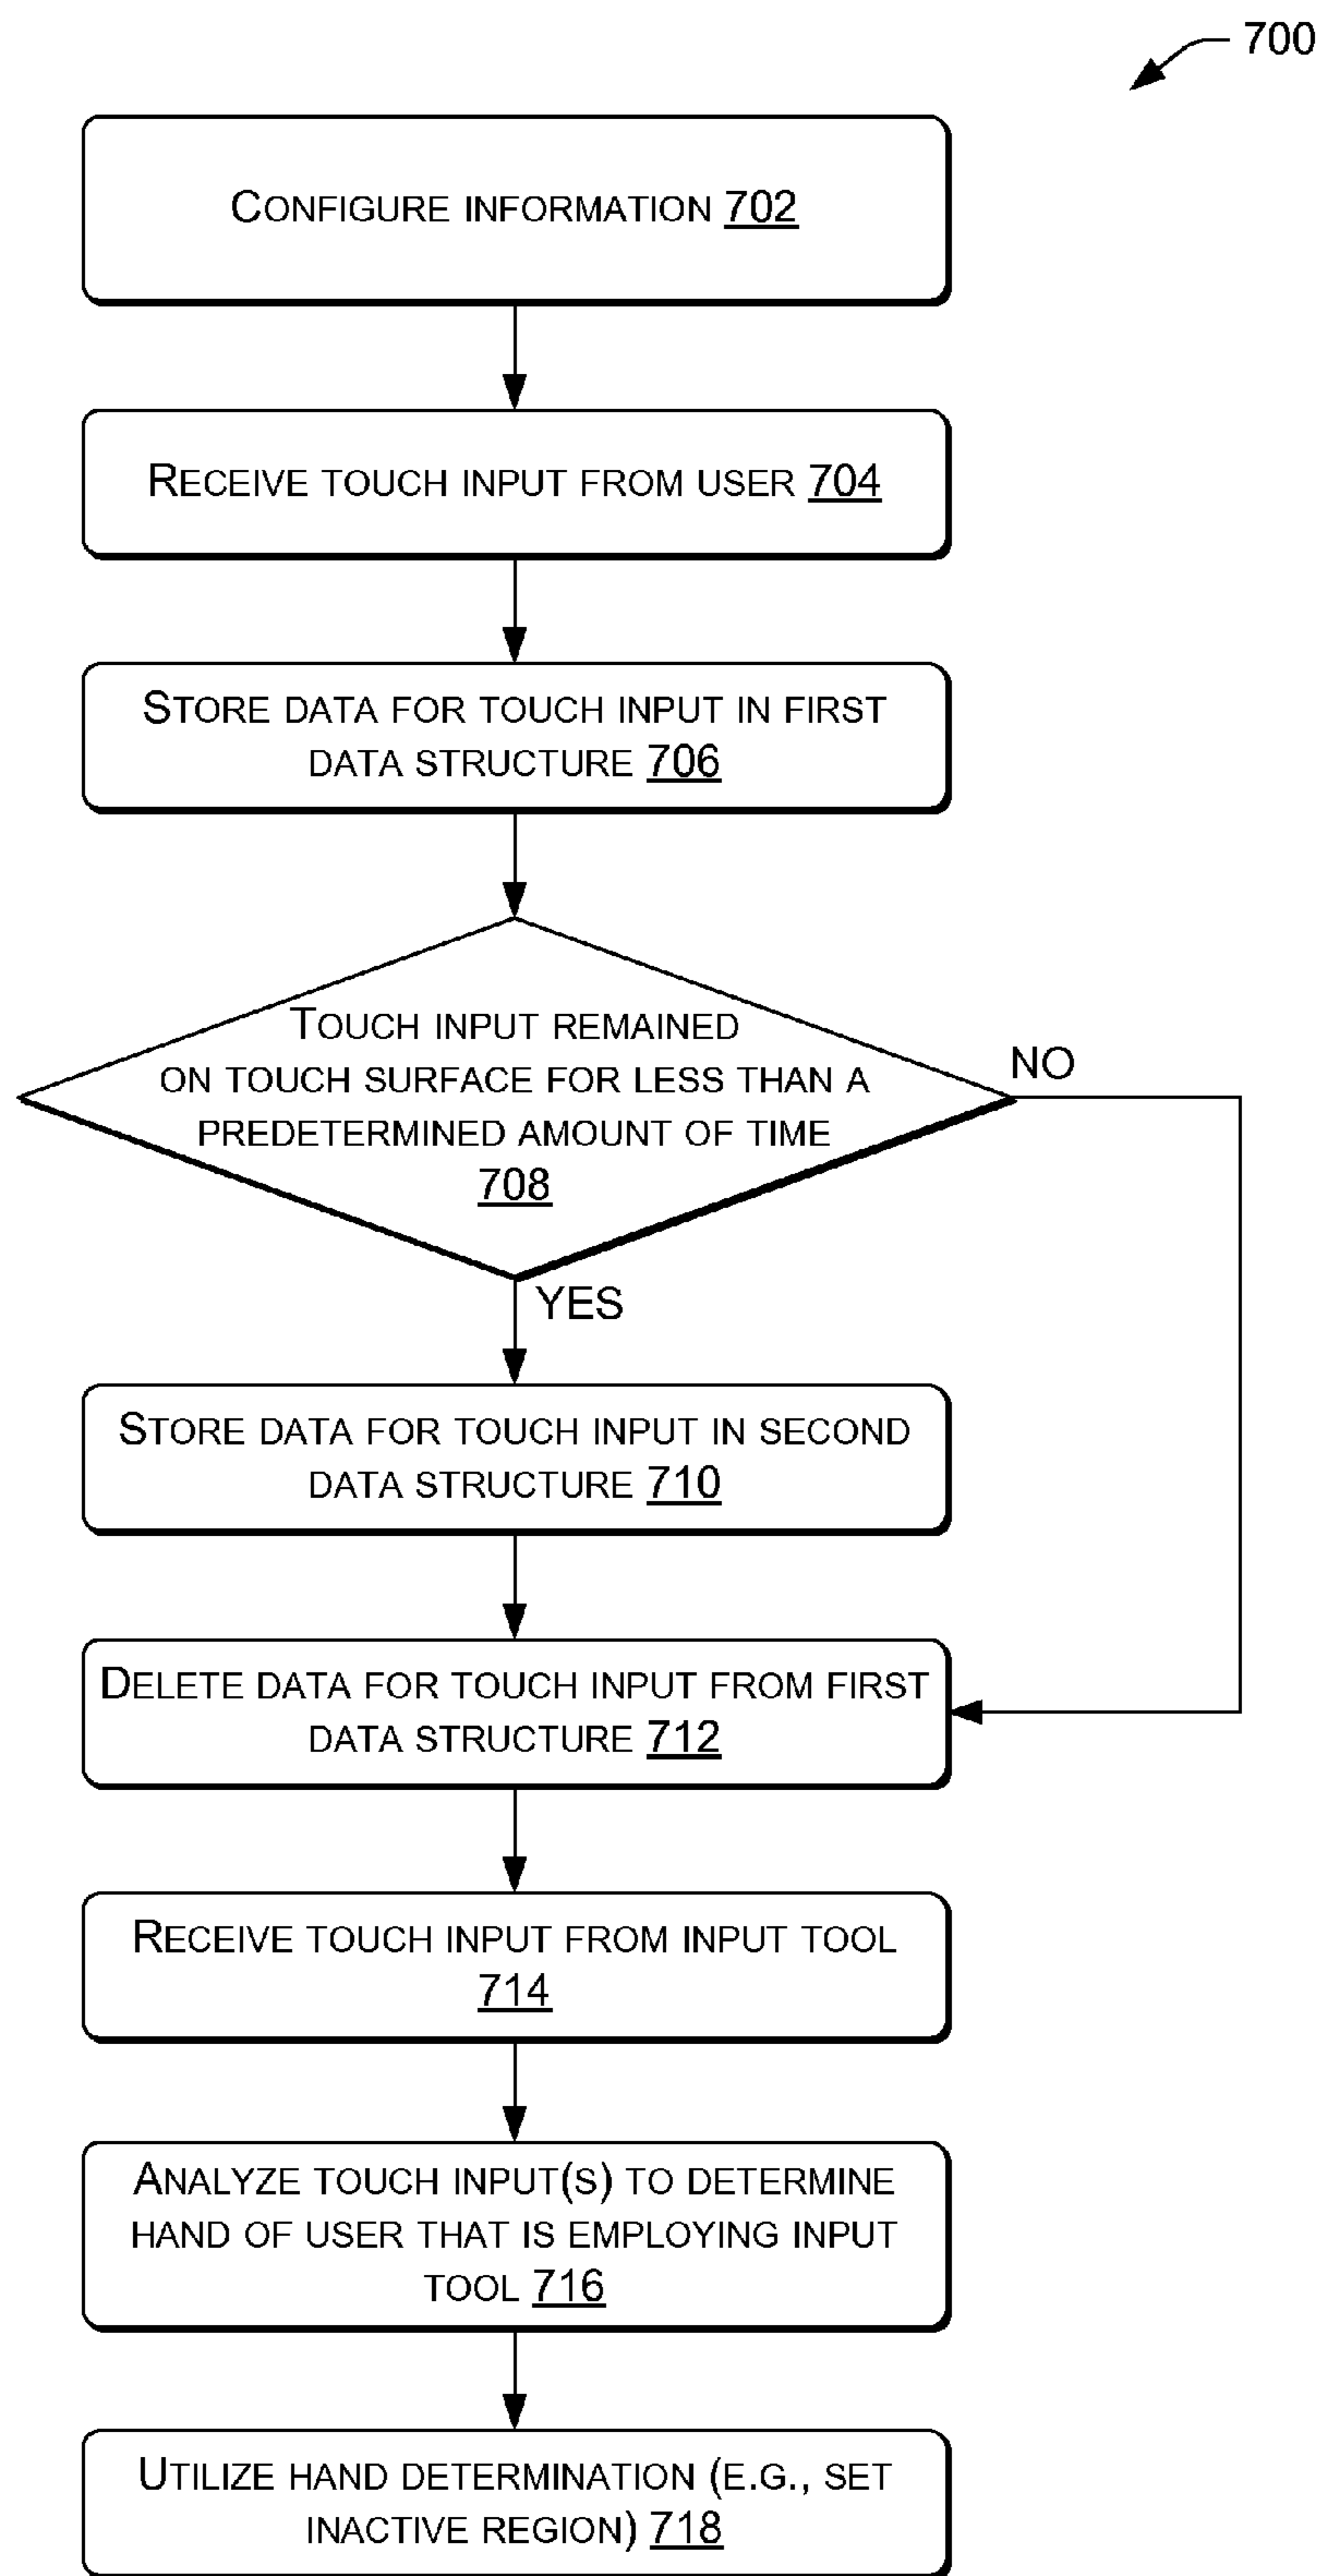 700
CONFIGURE INFORMATION 702
RECEIVE TOUCH INPUT FROM USER 704
STORE DATA FOR TOUCH INPUT IN FIRST
DATA STRUCTURE 706
TOUCH INPUT REMAINED
ON TOUCH SURFACE FOR LESS THAN A
PREDETERMINED AMOUNT OF TIME
708
NO
YES
STORE DATA FOR TOUCH INPUT IN SECOND
DATA STRUCTURE 710
DELETE DATA FOR TOUCH INPUT FROM FIRST
DATA STRUCTURE 712
RECEIVE TOUCH INPUT FROM INPUT TOOL
714
ANALYZE TOUCH INPUT(S) TO DETERMINE
HAND OF USER THAT IS EMPLOYING INPUT
TOOL 716
UTILIZE HAND DETERMINATION (E.G., SET
INACTIVE REGION) 718